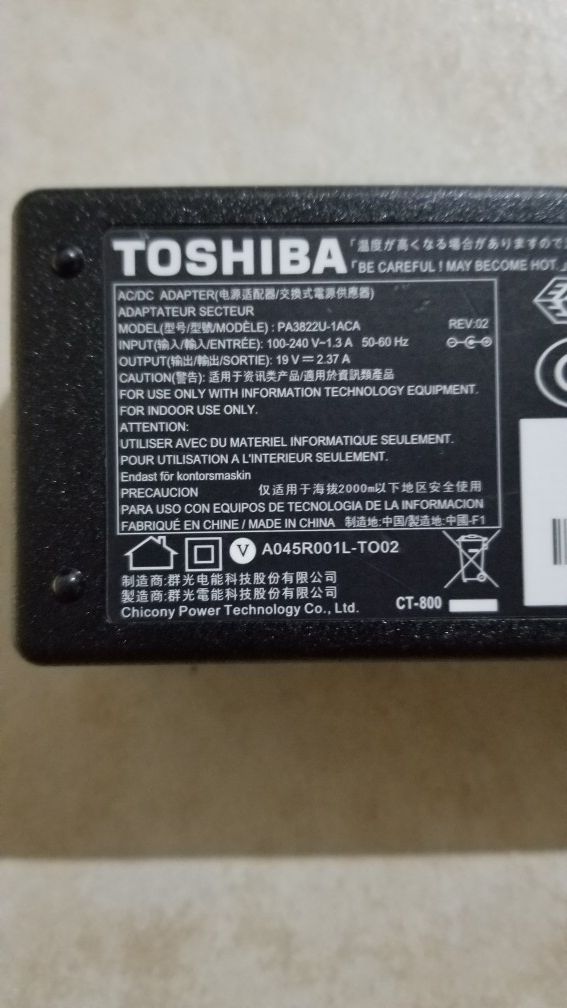 TOSHIBA
「温度が高くなる場合がありますので
「BE CAREFUL ! MAY BECOME HOT.」
AC/DC ADAPTER(电源适配器/交換式電源供應器)
ADAPTATEUR SECTEUR
MODEL(型号/型號/MODÈLE) : PA3822U-1ACA REV:02
INPUT(输入/輸入/ENTRÉE): 100-240 V~1.3 A 50-60 Hz
OUTPUT(输出/輸出/SORTIE): 19 V⎓2.37 A
CAUTION(警告): 适用于资讯类产品/適用於資訊類產品
FOR USE ONLY WITH INFORMATION TECHNOLOGY EQUIPMENT.
FOR INDOOR USE ONLY.
ATTENTION:
UTILISER AVEC DU MATERIEL INFORMATIQUE SEULEMENT.
POUR UTILISATION A L'INTERIEUR SEULEMENT.
Endast för kontorsmaskin
PRECAUCION 仅适用于海拔2000m以下地区安全使用
PARA USO CON EQUIPOS DE TECNOLOGIA DE LA INFORMACION
FABRIQUÉ EN CHINE / MADE IN CHINA 制造地:中国/製造地:中國-F1
V A045R001L-TO02
制造商:群光电能科技股份有限公司
製造商:群光電能科技股份有限公司
Chicony Power Technology Co., Ltd. CT-800